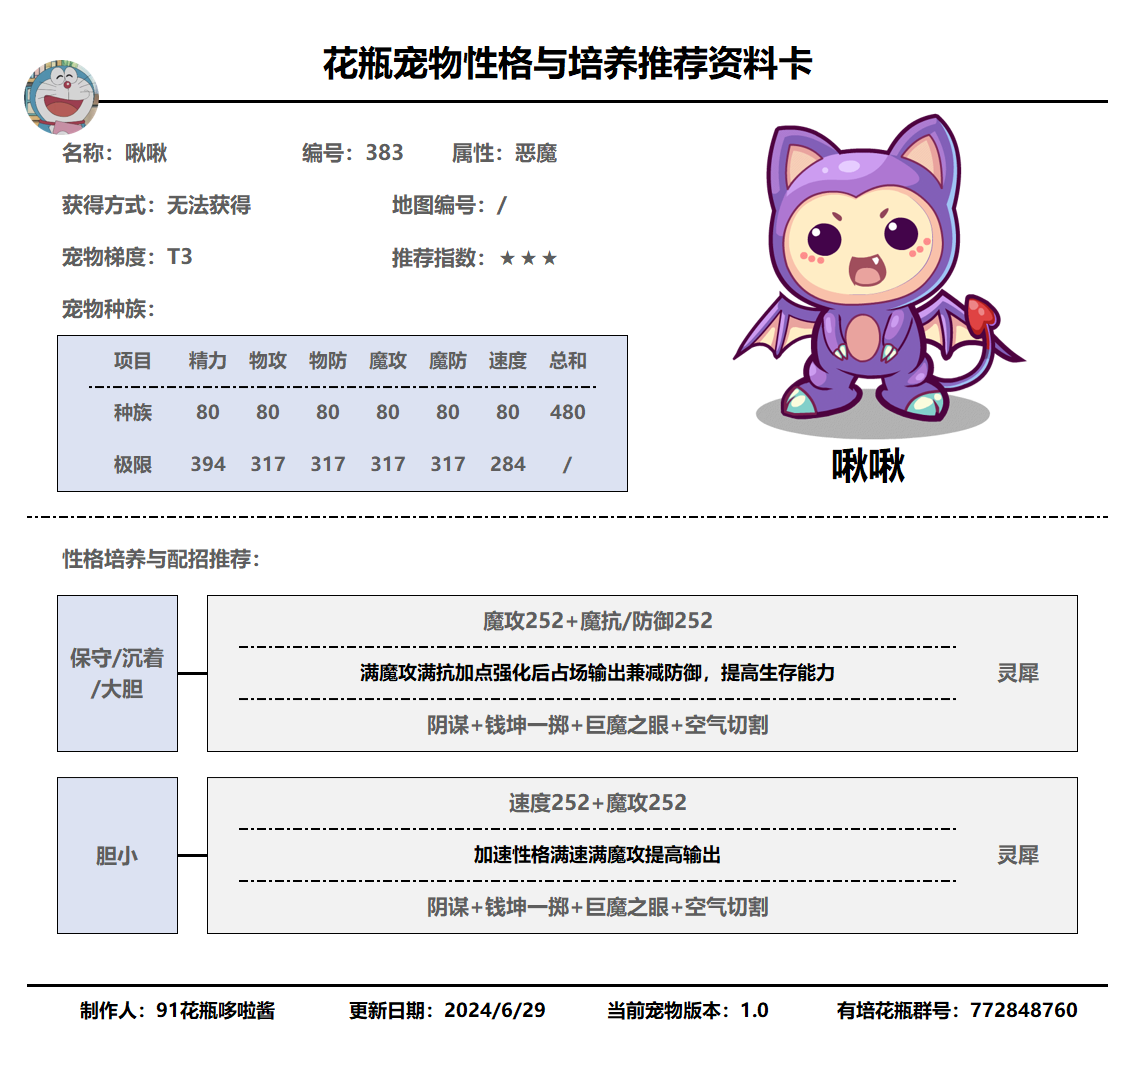 花瓶宠物性格与培养推荐资料卡
名称：啾啾 编号：383 属性：恶魔
获得方式：无法获得 地图编号：/
宠物梯度：T3 推荐指数：★★★
宠物种族：
项目 精力 物攻 物防 魔攻 魔防 速度 总和
种族 80 80 80 80 80 80 480
极限 394 317 317 317 317 284 /
啾啾
性格培养与配招推荐：
保守/沉着
/大胆
魔攻252+魔抗/防御252
满魔攻满抗加点强化后占场输出兼减防御，提高生存能力
阴谋+钱坤一掷+巨魔之眼+空气切割
灵犀
胆小
速度252+魔攻252
加速性格满速满魔攻提高输出
阴谋+钱坤一掷+巨魔之眼+空气切割
灵犀
制作人：91花瓶哆啦酱 更新日期：2024/6/29 当前宠物版本：1.0 有培花瓶群号：772848760